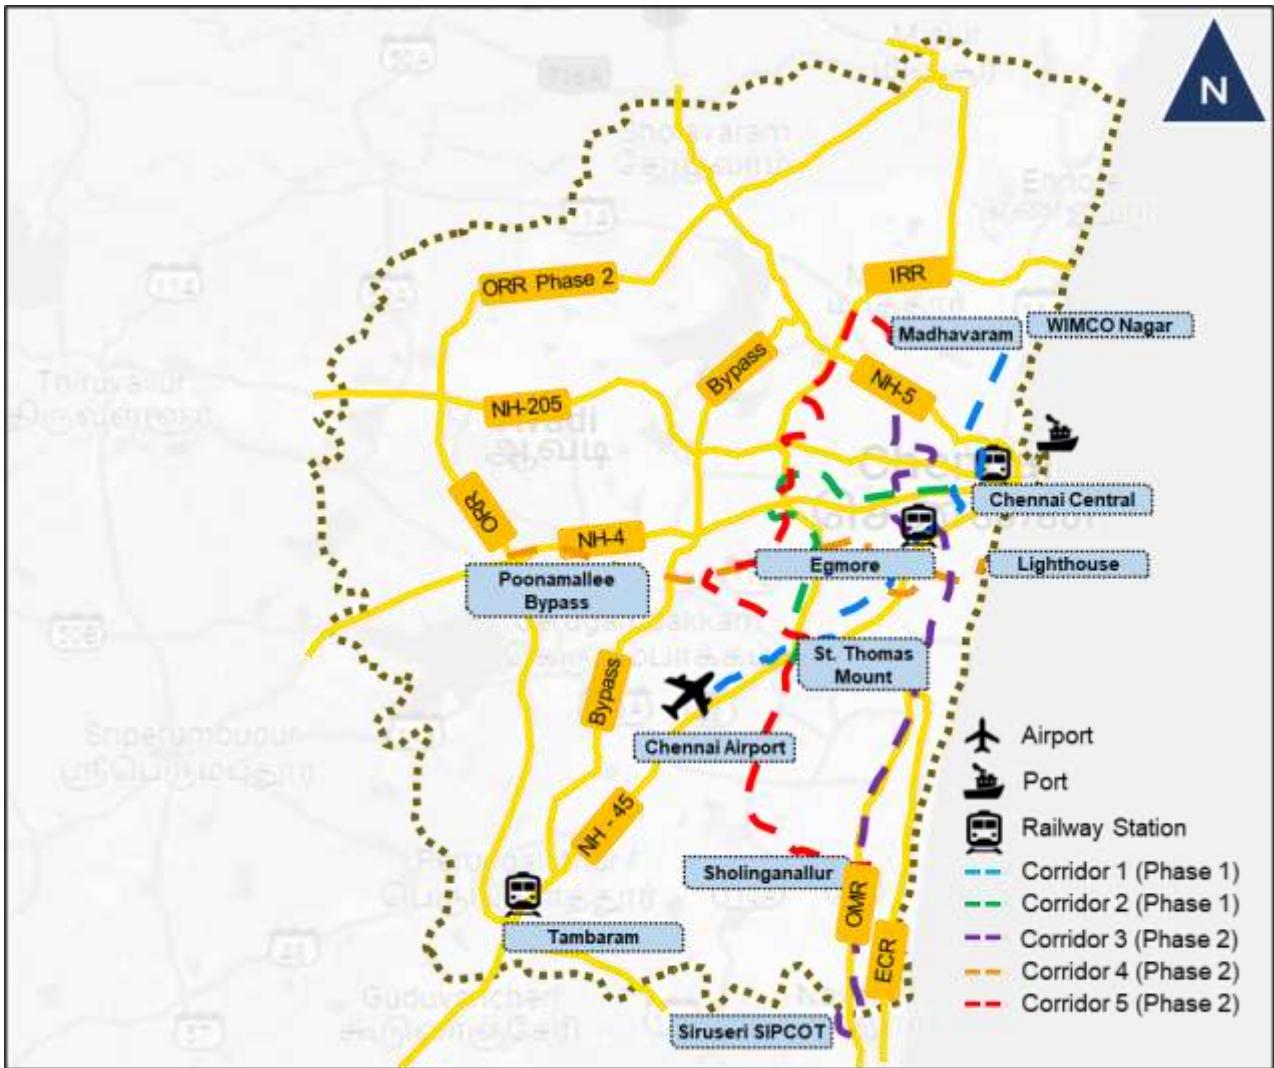 N
Sholavaram
ORR Phase 2
IRR
Madhavaram
WIMCO Nagar
Bypass
NH-5
Thiruvallur
NH-205
Chennai Central
ORR
NH-4
Egmore
Lighthouse
Poonamallee
Bypass
St. Thomas
Mount
Bypass
Sriperumbudur
ஸ்ரீபெரும்புதூர்
Chennai Airport
Airport
Port
NH - 45
Railway Station
Sholinganallur
Corridor 1 (Phase 1)
OMR
Corridor 2 (Phase 1)
Tambaram
Corridor 3 (Phase 2)
ECR
Corridor 4 (Phase 2)
Corridor 5 (Phase 2)
Siruseri SIPCOT